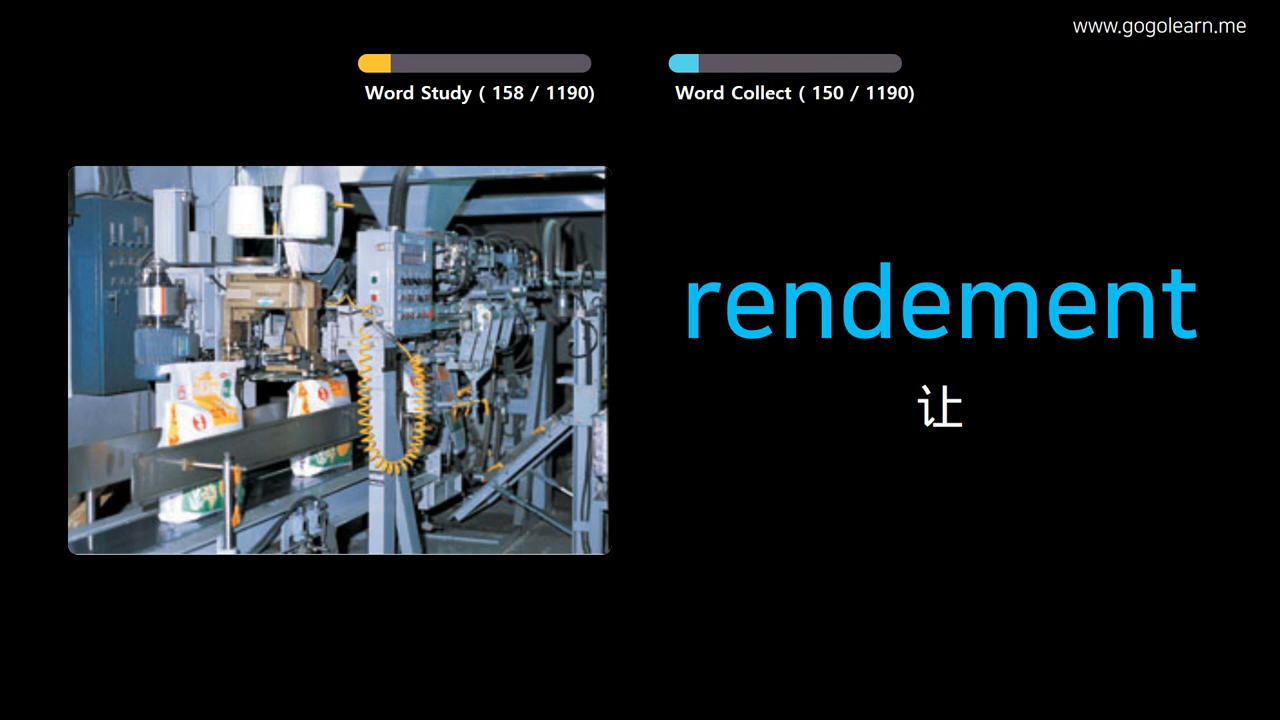 www.gogolearn.me
Word Study ( 158 / 1190)
Word Collect ( 150 / 1190)
rendement
让